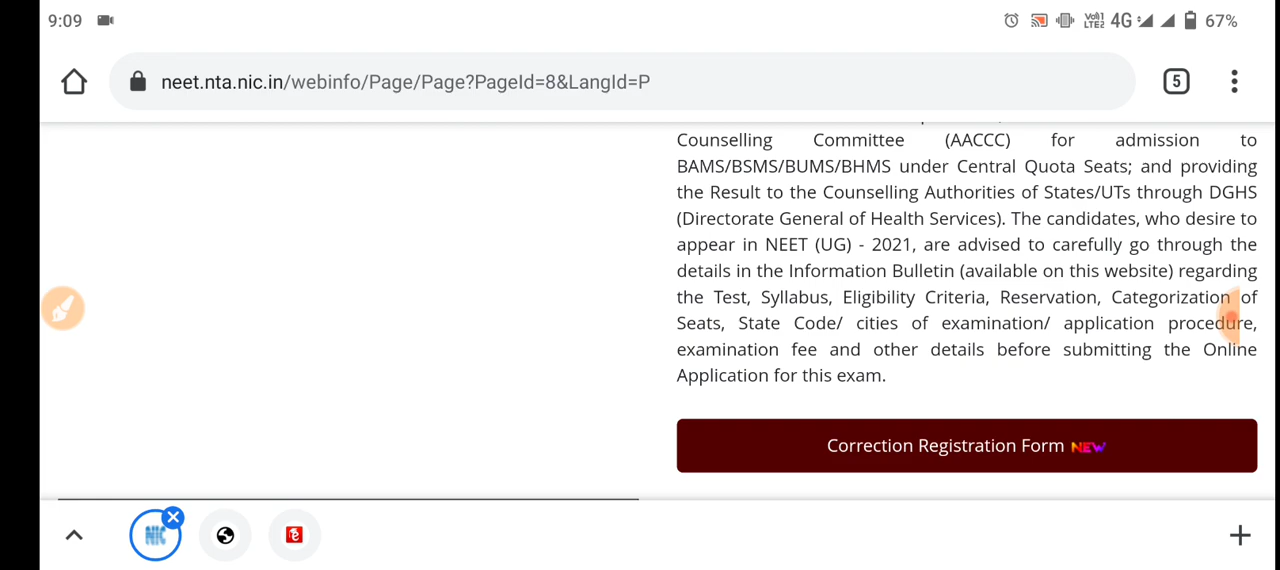 9:09
Vo)) LTE2 4G 67%
neet.nta.nic.in/webinfo/Page/Page?PageId=8&LangId=P
5
Counselling Committee (AACCC) for admission to
BAMS/BSMS/BUMS/BHMS under Central Quota Seats; and providing
the Result to the Counselling Authorities of States/UTs through DGHS
(Directorate General of Health Services). The candidates, who desire to
appear in NEET (UG) - 2021, are advised to carefully go through the
details in the Information Bulletin (available on this website) regarding
the Test, Syllabus, Eligibility Criteria, Reservation, Categorization of
Seats, State Code/ cities of examination/ application procedure,
examination fee and other details before submitting the Online
Application for this exam.
Correction Registration Form NEW
NIC